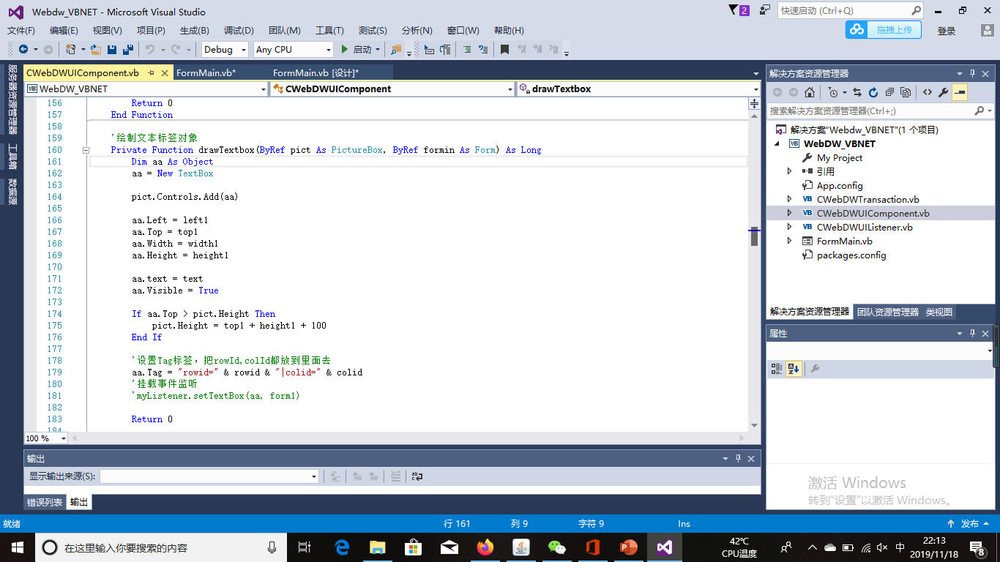 Webdw_VBNET - Microsoft Visual Studio
2
快速启动 (Ctrl+Q)
文件(F) 编辑(E) 视图(V) 项目(P) 生成(B) 调试(D) 团队(M) 工具(T) 测试(S) 分析(N) 窗口(W) 帮助(H)
拖拽上传
登录
Debug Any CPU 启动
服务器资源管理器
工具箱
数据源
CWebDWUIComponent.vb FormMain.vb* FormMain.vb [设计]*
WebDW_VBNET CWebDWUIComponent drawTextbox
156 Return 0
157 End Function
158
159 '绘制文本标签对象
160 Private Function drawTextbox(ByRef pict As PictureBox, ByRef formin As Form) As Long
161 Dim aa As Object
162 aa = New TextBox
163
164 pict.Controls.Add(aa)
165
166 aa.Left = left1
167 aa.Top = top1
168 aa.Width = width1
169 aa.Height = height1
170
171 aa.text = text
172 aa.Visible = True
173
174 If aa.Top > pict.Height Then
175 pict.Height = top1 + height1 + 100
176 End If
177
178 '设置Tag标签，把rowId,colId都放到里面去
179 aa.Tag = "rowid=" & rowid & "|colid=" & colid
180 '挂载事件监听
181 'myListener.setTextBox(aa, form1)
182
183 Return 0
184
100 %
输出
显示输出来源(S):
错误列表 输出
解决方案资源管理器
搜索解决方案资源管理器(Ctrl+;)
解决方案"Webdw_VBNET"(1 个项目)
WebDW_VBNET
My Project
引用
App.config
CWebDWTransaction.vb
CWebDWUIComponent.vb
CWebDWUIListener.vb
FormMain.vb
packages.config
解决方案资源管理器 团队资源管理器 类视图
属性
激活 Windows
转到"设置"以激活 Windows。
就绪 行 161 列 9 字符 9 Ins 发布
在这里输入你要搜索的内容
42℃
CPU温度
中
22:13
2019/11/18
8